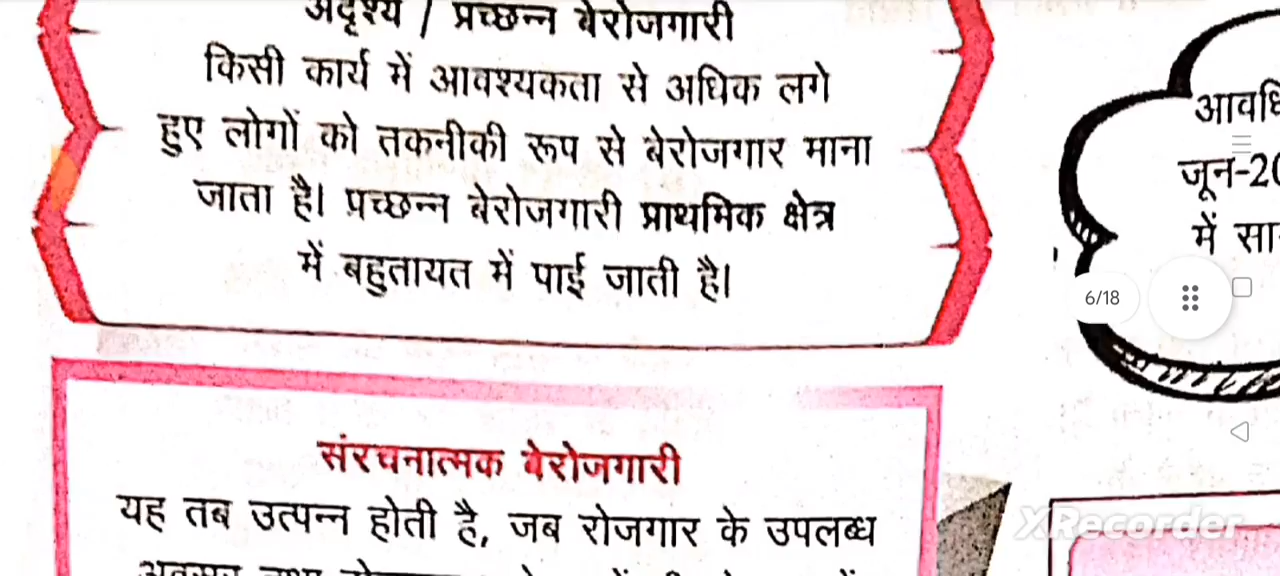 अदृश्य / प्रच्छन्न बेरोजगारी
किसी कार्य में आवश्यकता से अधिक लगे
हुए लोगों को तकनीकी रूप से बेरोजगार माना
जाता है। प्रच्छन्न बेरोजगारी प्राथमिक क्षेत्र
में बहुतायत में पाई जाती है।
संरचनात्मक बेरोजगारी
यह तब उत्पन्न होती है, जब रोजगार के उपलब्ध
जून-20
में
6/18
XRecorder